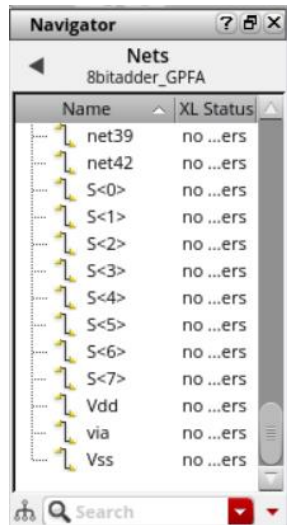 Navigator ?
Nets
8bitadder_GPFA
Name XL Status
net39 no ...ers
net42 no ...ers
S<0> no ...ers
S<1> no ...ers
S<2> no ...ers
S<3> no ...ers
S<4> no ...ers
S<5> no ...ers
S<6> no ...ers
S<7> no ...ers
Vdd no ...ers
via no ...ers
Vss no ...ers
Search